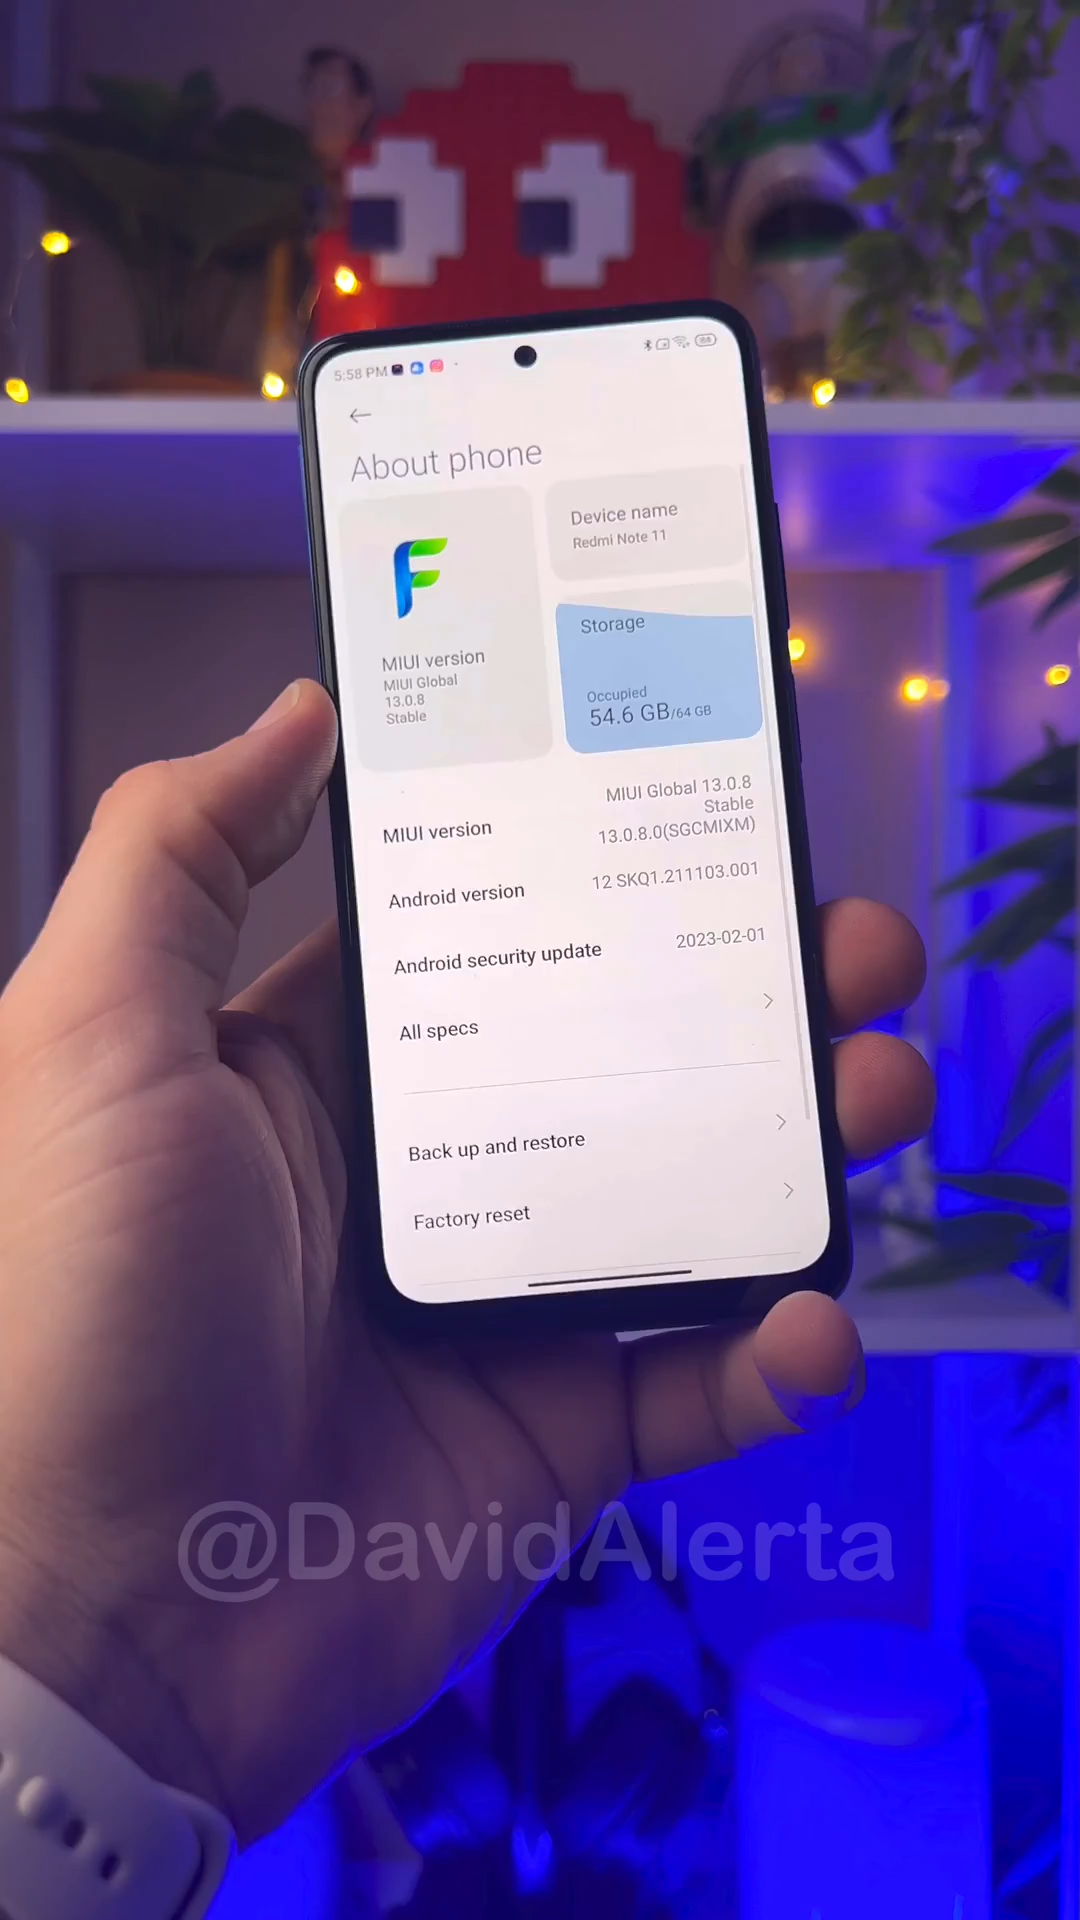 5:58 PM
About phone
MIUI version
MIUI Global
13.0.8
Stable
Device name
Redmi Note 11
Storage
Occupied
54.6 GB/64 GB
MIUI version
MIUI Global 13.0.8
Stable
13.0.8.0(SGCMIXM)
Android version
12 SKQ1.211103.001
Android security update
2023-02-01
All specs
Back up and restore
Factory reset
@DavidAlerta